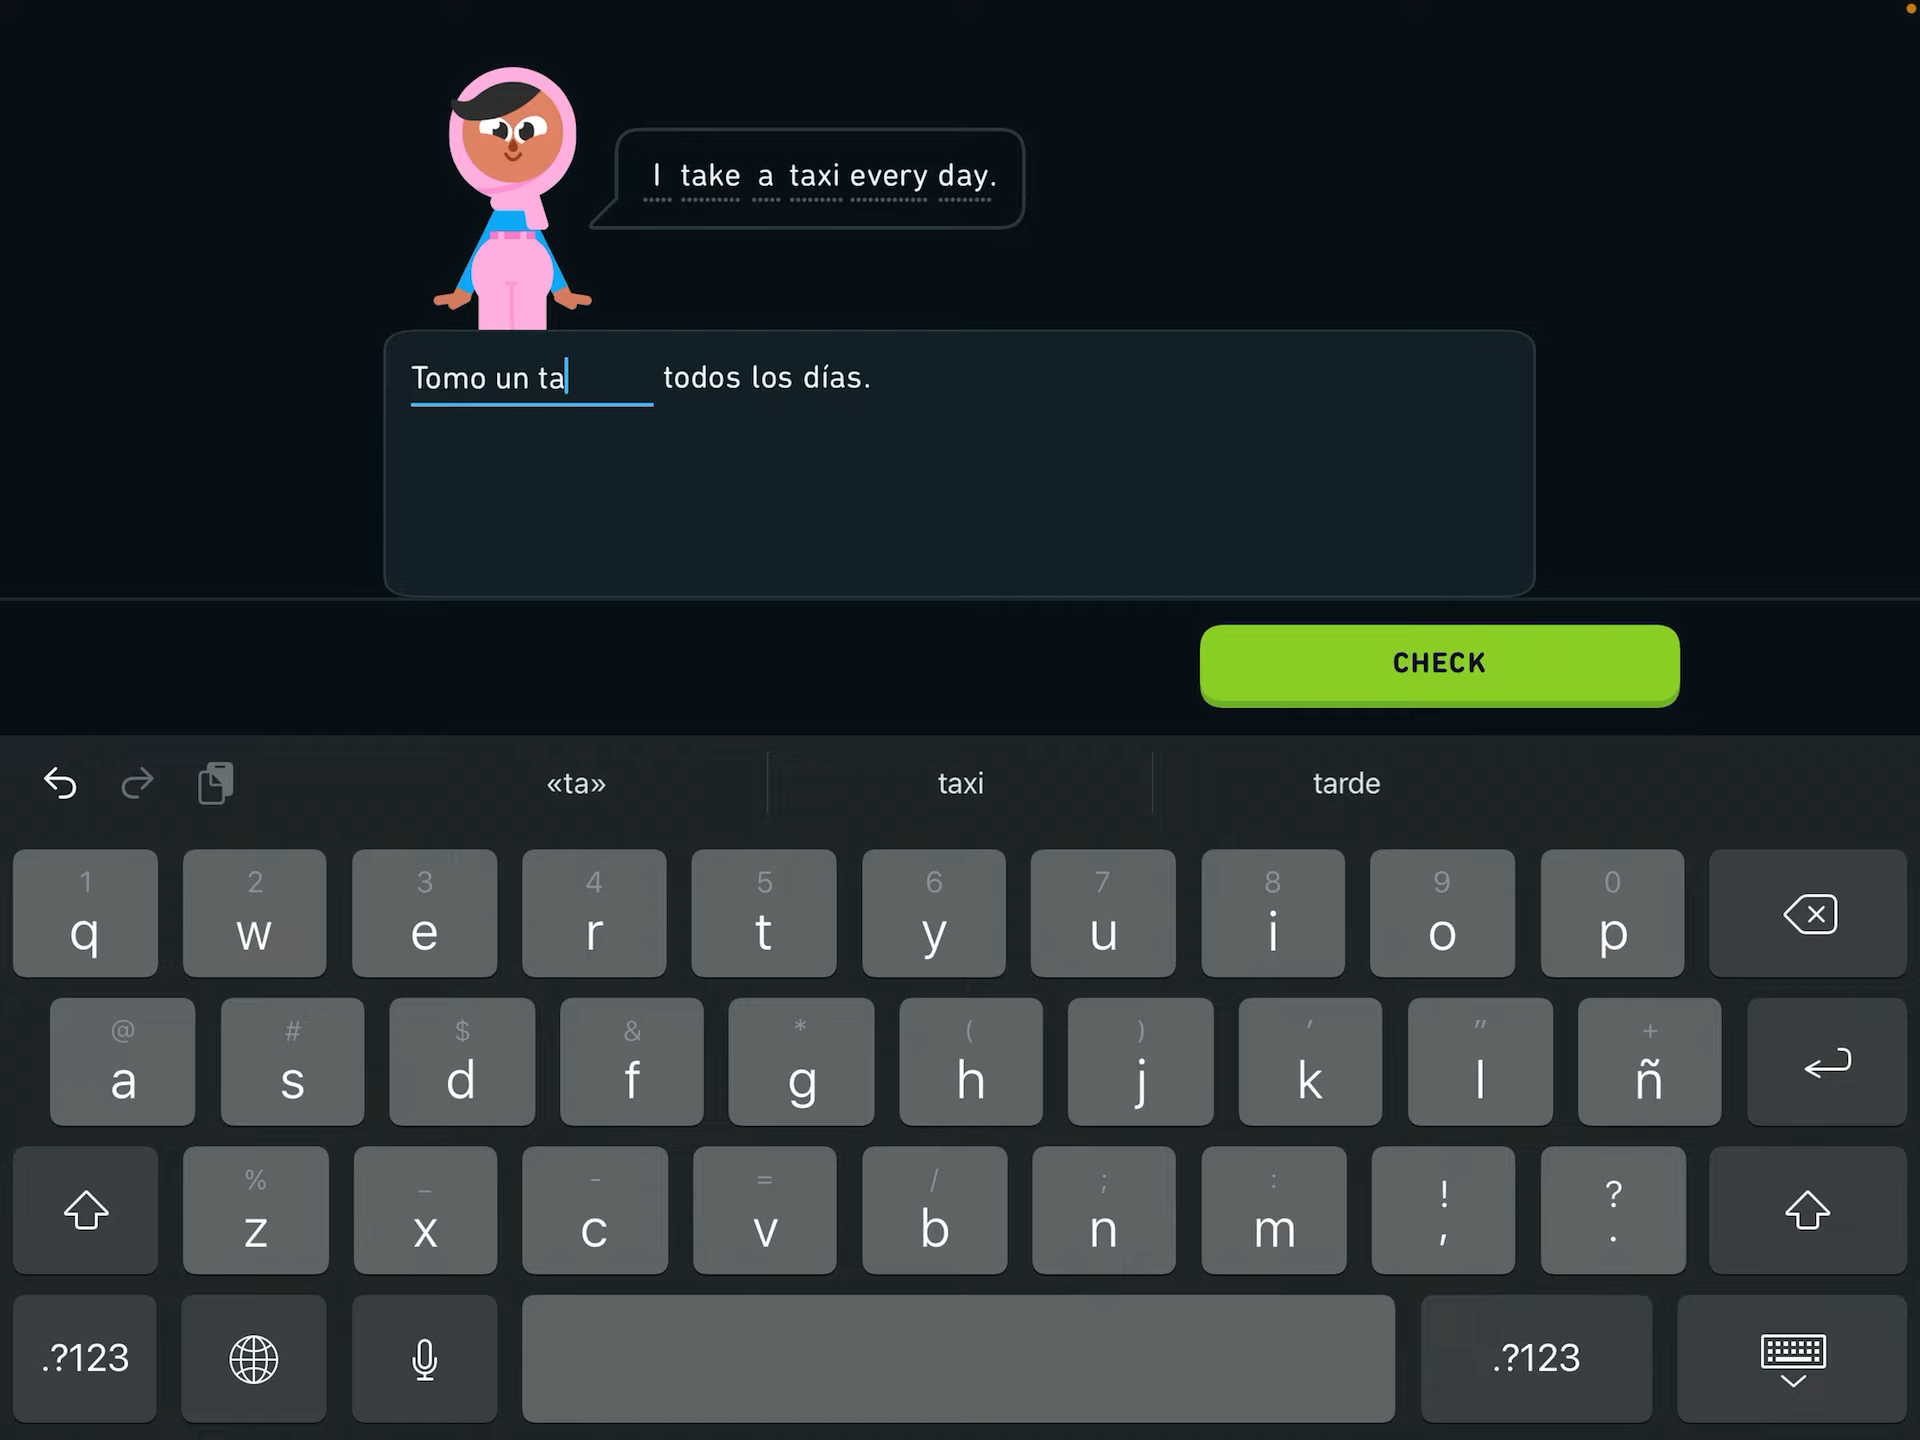 I take a taxi every day.
Tomo un ta todos los días.
CHECK
«ta» taxi tarde
1 2 3 4 5 6 7 8 9 0
q w e r t y u i o p
@ # $ & * ( ) ' " +
a s d f g h j k l ñ
% _ - = / ; : ! ?
z x c v b n m , .
.?123 .?123